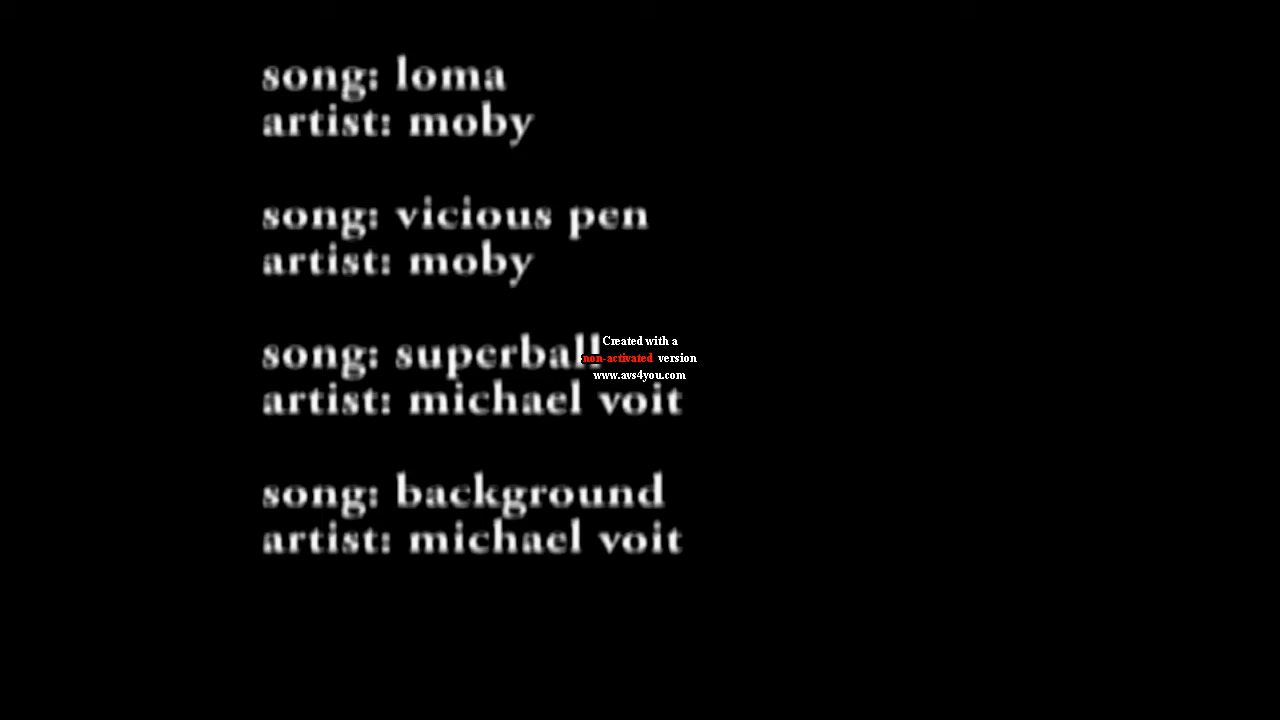 song: loma
artist: moby
song: vicious pen
artist: moby
song: superball
Created with a
non-activated version
www.avs4you.com
artist: michael voit
song: background
artist: michael voit